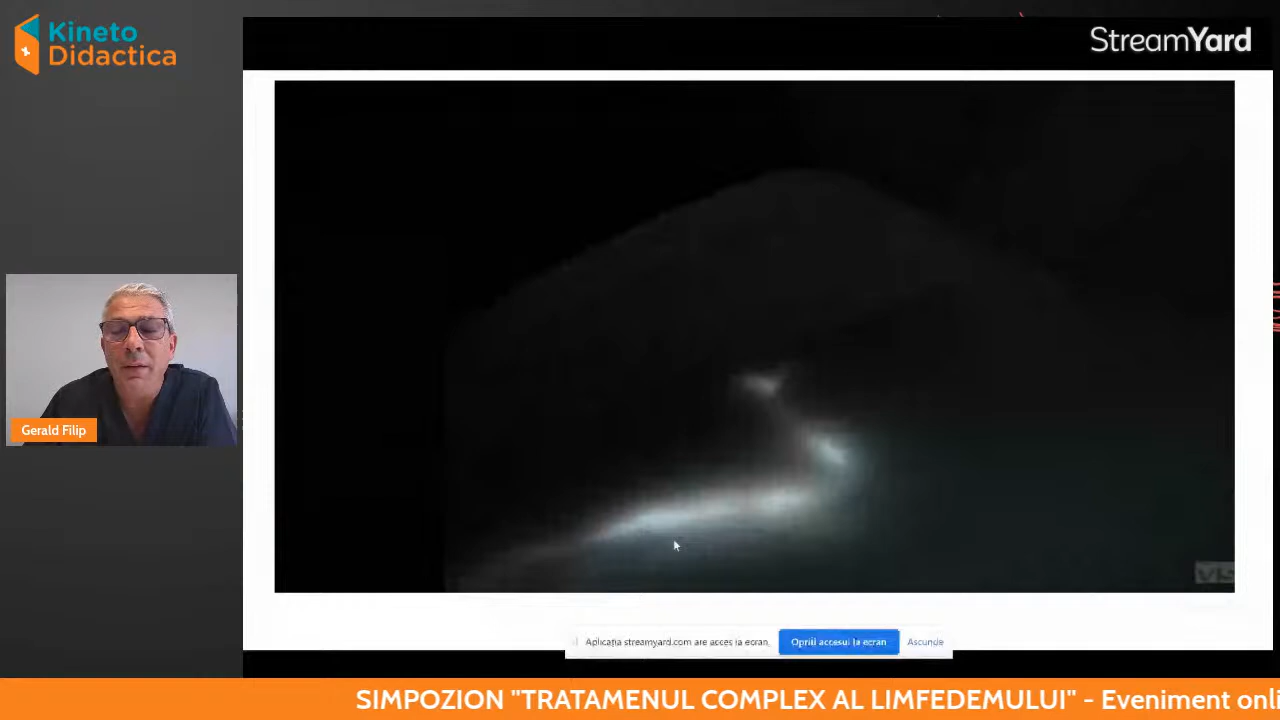 Kineto
Didactica
StreamYard
Gerald Filip
VIS
Aplicația streamyard.com are acces la ecran.
Opriți accesul la ecran
Ascunde
SIMPOZION "TRATAMENUL COMPLEX AL LIMFEDEMULUI" - Eveniment onli